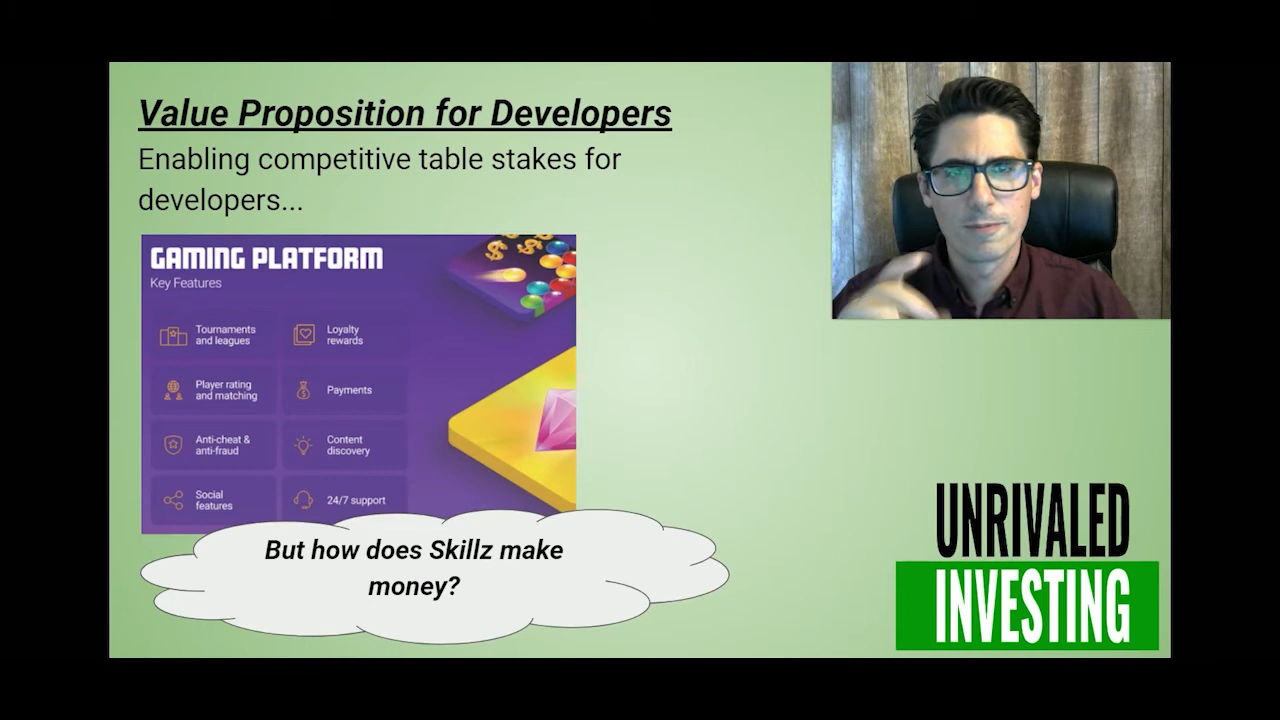 Value Proposition for Developers
Enabling competitive table stakes for
developers...
GAMING PLATFORM
Key Features
Tournaments
and leagues
Loyalty
rewards
Player rating
and matching
Payments
Anti-cheat &
anti-fraud
Content
discovery
Social
features
24/7 support
But how does Skillz make
money?
UNRIVALED
INVESTING